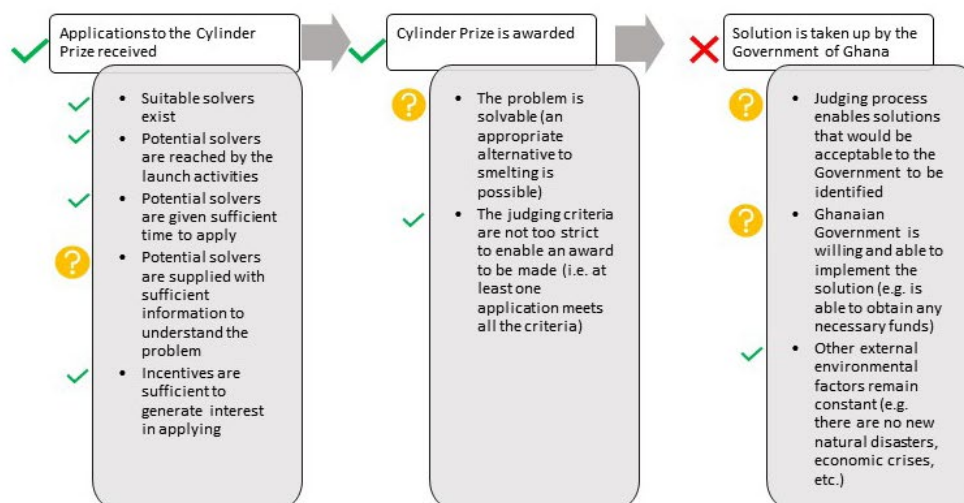 Applications to the Cylinder
Prize received
• Suitable solvers
exist
• Potential solvers
are reached by the
launch activities
• Potential solvers
are given sufficient
time to apply
• Potential solvers
are supplied with
sufficient
information to
understand the
problem
• Incentives are
sufficient to
generate interest
in applying
Cylinder Prize is awarded
• The problem is
solvable (an
appropriate
alternative to
smelting is
possible)
• The judging criteria
are not too strict
to enable an award
to be made (i.e. at
least one
application meets
all the criteria)
Solution is taken up by the
Government of Ghana
• Judging process
enables solutions
that would be
acceptable to the
Government to be
identified
• Ghanaian
Government is
willing and able to
implement the
solution (e.g. is
able to obtain any
necessary funds)
• Other external
environmental
factors remain
constant (e.g.
there are no new
natural disasters,
economic crises,
etc.)